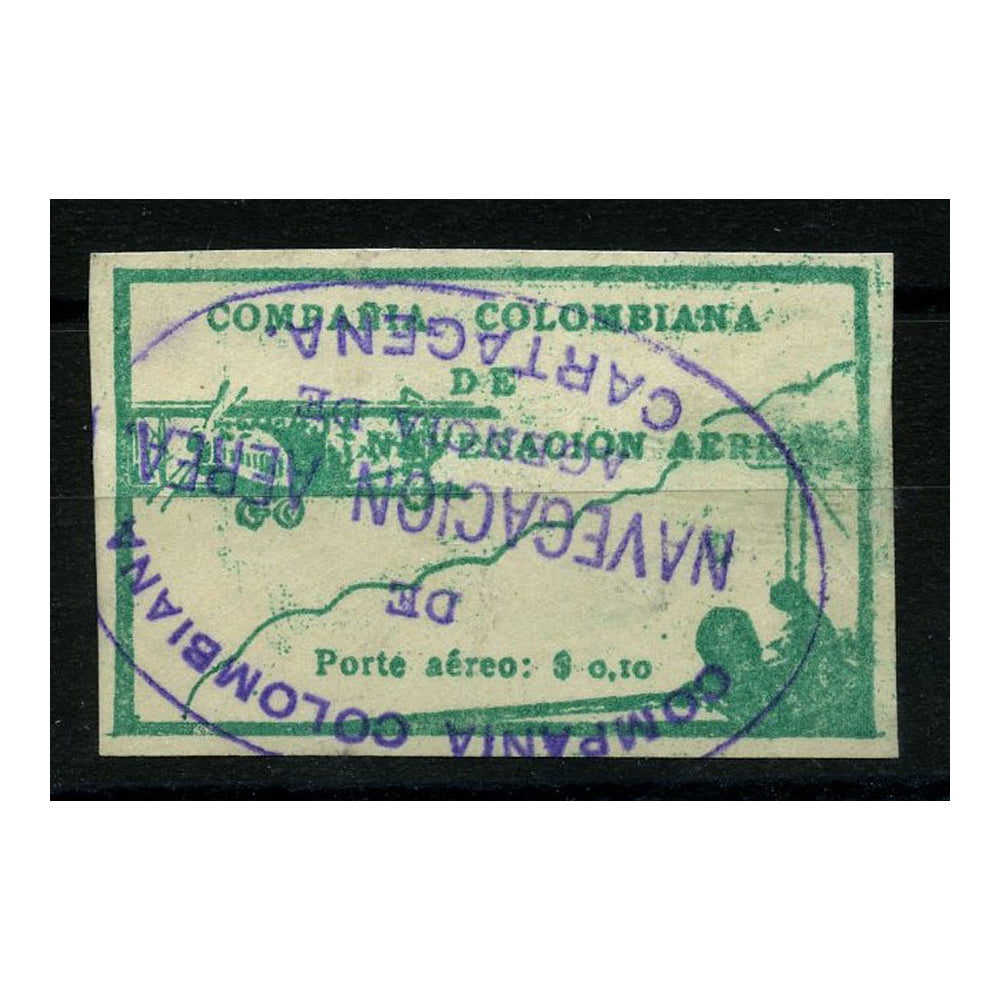 COMPAÑIA COLOMBIANA
DE
NAVEGACION AEREA
Porte aéreo: $ 0,10
COMPAÑIA COLOMBIANA
DE
NAVEGACION AEREA.
AGENCIA DE
CARTAGENA.